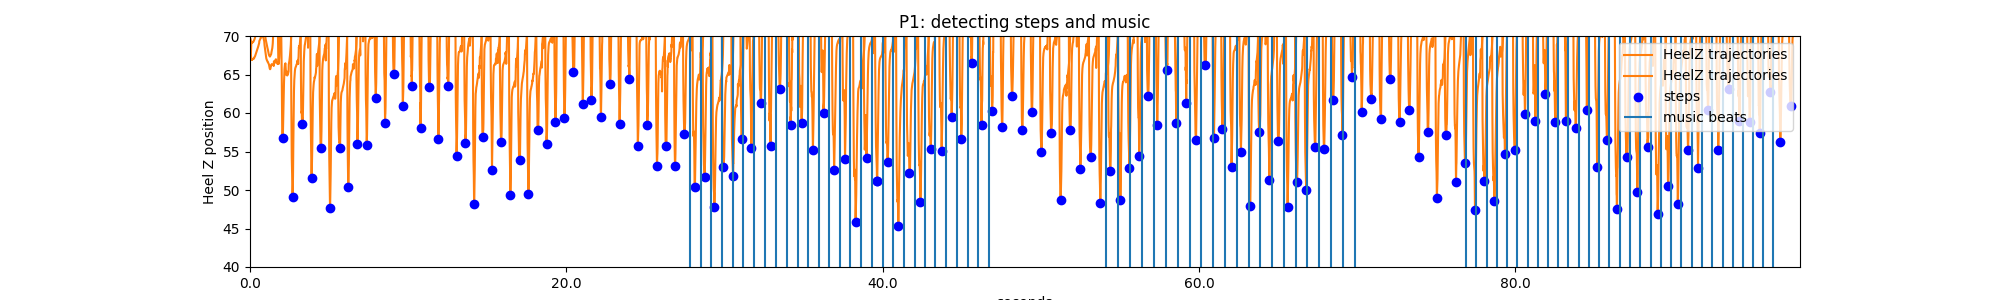 P1: detecting steps and music
70
65
60
55
50
45
40
Heel Z position
HeelZ trajectories
HeelZ trajectories
steps
music beats
0.0 20.0 40.0 60.0 80.0
seconds